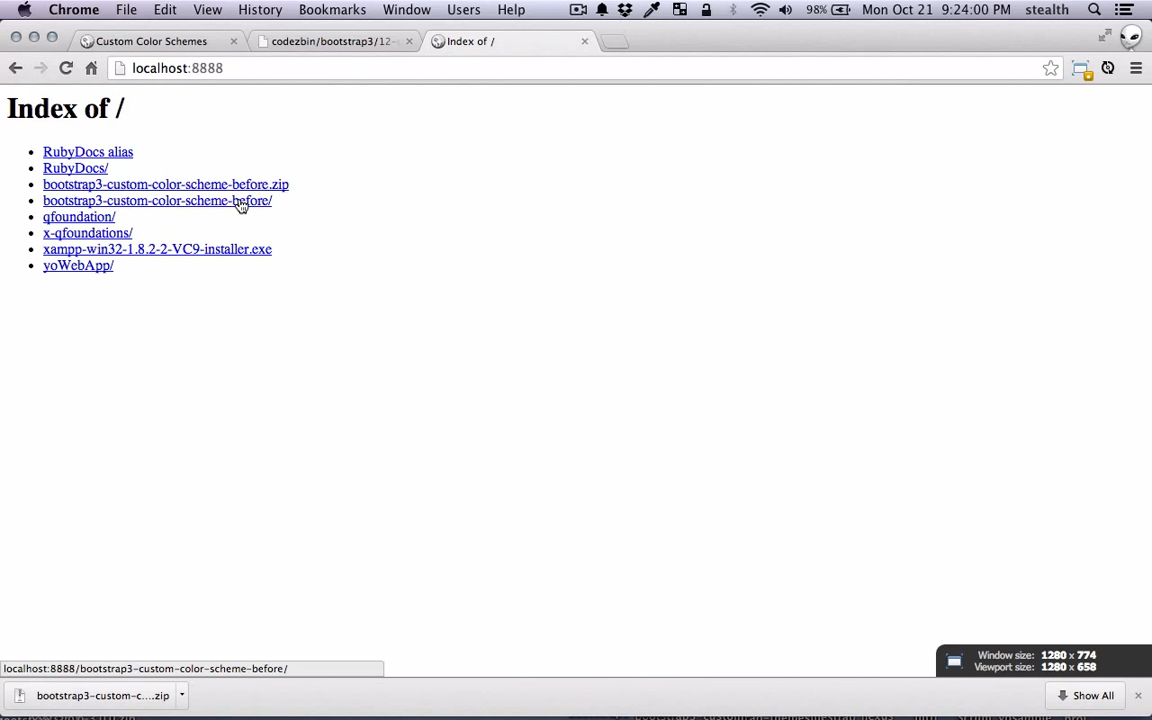 Chrome File Edit View History Bookmarks Window Users Help 98% Mon Oct 21 9:24:00 PM stealth
Custom Color Schemes codezbin/bootstrap3/12- Index of /
localhost:8888
Index of /
RubyDocs alias
RubyDocs/
bootstrap3-custom-color-scheme-before.zip
bootstrap3-custom-color-scheme-before/
qfoundation/
x-qfoundations/
xampp-win32-1.8.2-2-VC9-installer.exe
yoWebApp/
Window size: 1280 x 774
Viewport size: 1280 x 658
localhost:8888/bootstrap3-custom-color-scheme-before/
bootstrap3-custom-c....zip Show All